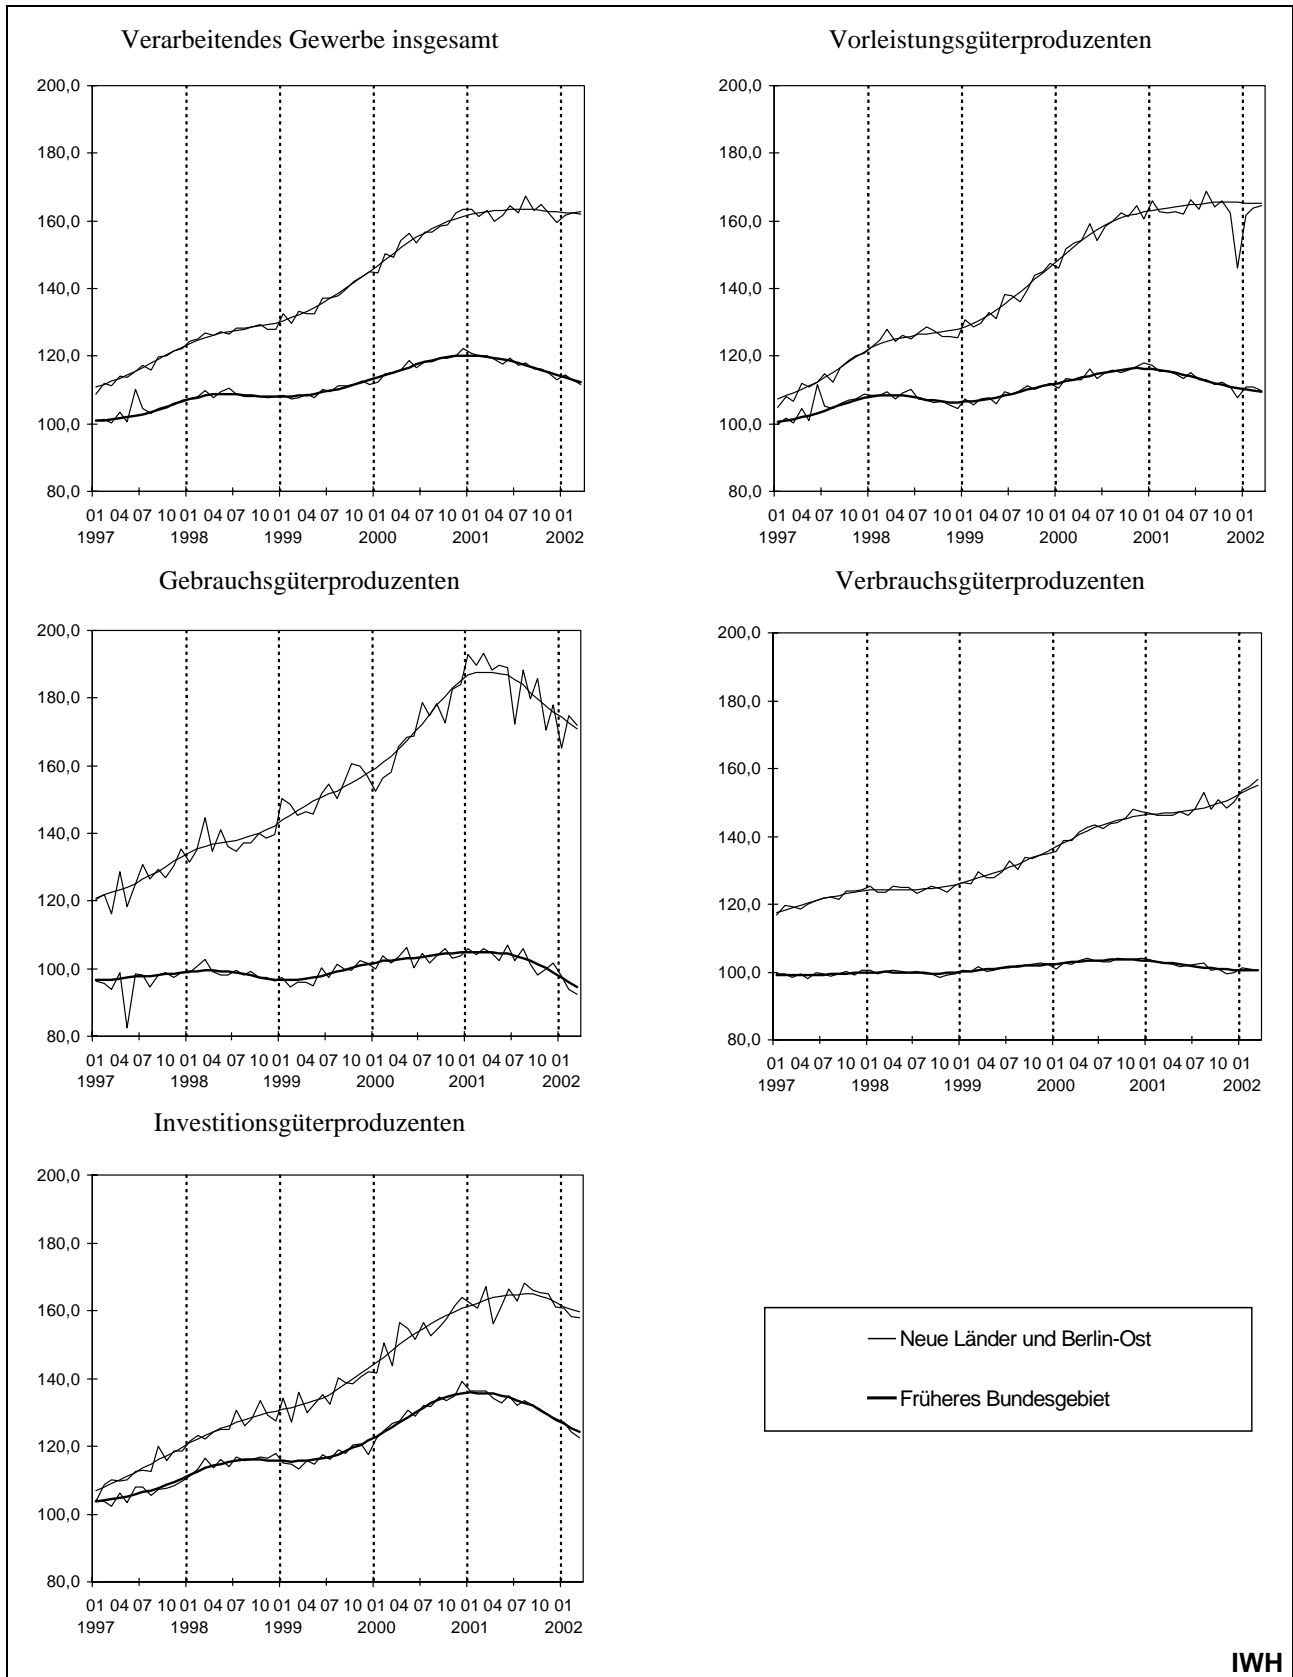 Verarbeitendes Gewerbe insgesamt
200,0
180,0
160,0
140,0
120,0
100,0
80,0
01 04 07 10 01 04 07 10 01 04 07 10 01 04 07 10 01 04 07 10 01
1997 1998 1999 2000 2001 2002
Vorleistungsgüterproduzenten
200,0
180,0
160,0
140,0
120,0
100,0
80,0
01 04 07 10 01 04 07 10 01 04 07 10 01 04 07 10 01 04 07 10 01
1997 1998 1999 2000 2001 2002
Gebrauchsgüterproduzenten
200,0
180,0
160,0
140,0
120,0
100,0
80,0
01 04 07 10 01 04 07 10 01 04 07 10 01 04 07 10 01 04 07 10 01
1997 1998 1999 2000 2001 2002
Verbrauchsgüterproduzenten
200,0
180,0
160,0
140,0
120,0
100,0
80,0
01 04 07 10 01 04 07 10 01 04 07 10 01 04 07 10 01 04 07 10 01
1997 1998 1999 2000 2001 2002
Investitionsgüterproduzenten
200,0
180,0
160,0
140,0
120,0
100,0
80,0
01 04 07 10 01 04 07 10 01 04 07 10 01 04 07 10 01 04 07 10 01
1997 1998 1999 2000 2001 2002
Neue Länder und Berlin-Ost
Früheres Bundesgebiet
IWH